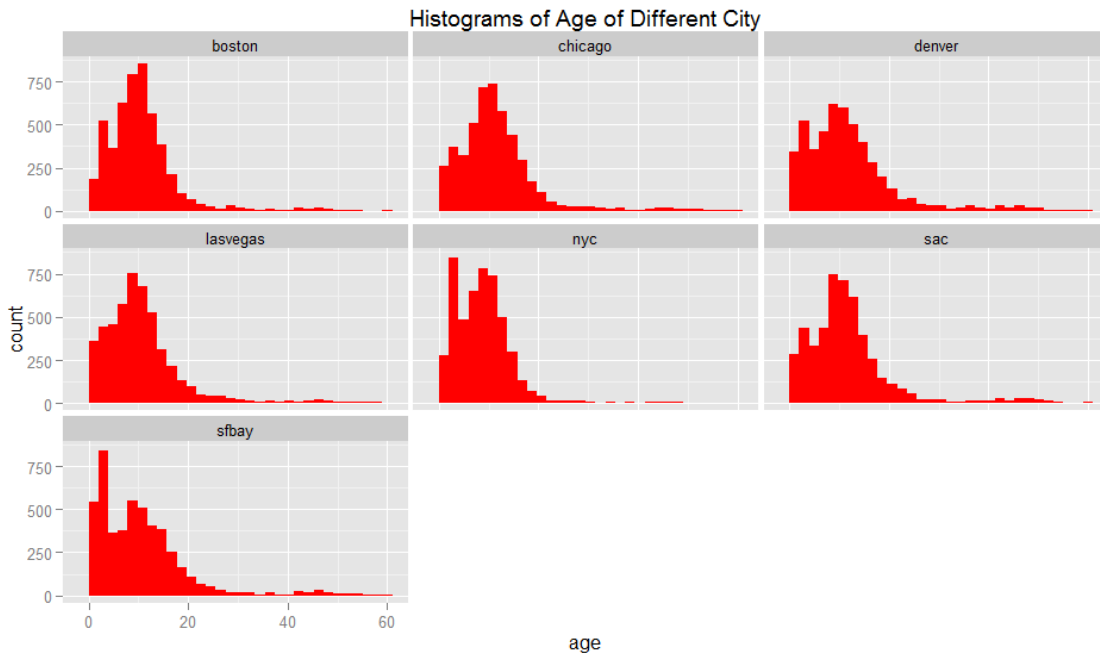 Histograms of Age of Different City
boston
chicago
denver
750
500
250
0
lasvegas
nyc
sac
750
500
250
0
count
sfbay
750
500
250
0
0 20 40 60
age